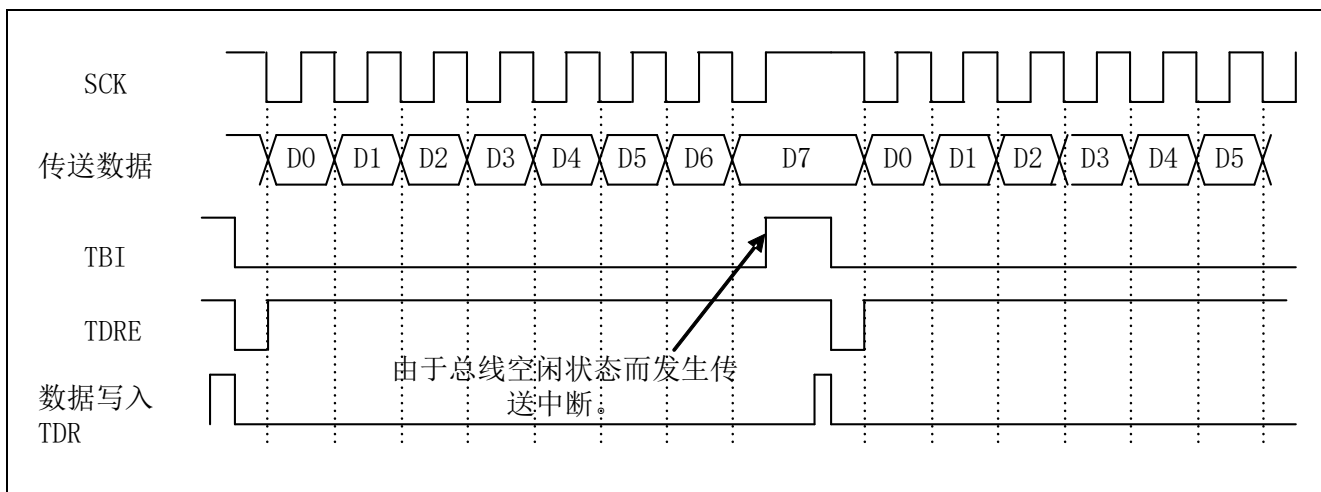 SCK
传送数据 D0 D1 D2 D3 D4 D5 D6 D7 D0 D1 D2 D3 D4 D5
TBI
TDRE
由于总线空闲状态而发生传
送中断。
数据写入
TDR